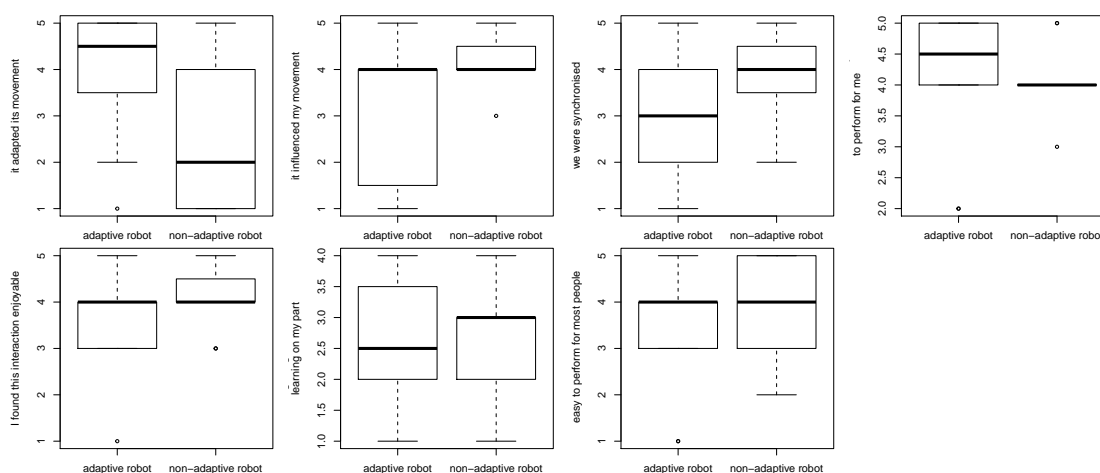 it adapted its movement
1
2
3
4
5
adaptive robot
non−adaptive robot
it influenced my movement
1
2
3
4
5
adaptive robot
non−adaptive robot
we were synchronised
1
2
3
4
5
adaptive robot
non−adaptive robot
to perform for me
2.0
2.5
3.0
3.5
4.0
4.5
5.0
adaptive robot
non−adaptive robo
I found this interaction enjoyable
1
2
3
4
5
adaptive robot
non−adaptive robot
learning on my part
1.0
1.5
2.0
2.5
3.0
3.5
4.0
adaptive robot
non−adaptive robot
easy to perform for most people
1
2
3
4
5
adaptive robot
non−adaptive robot